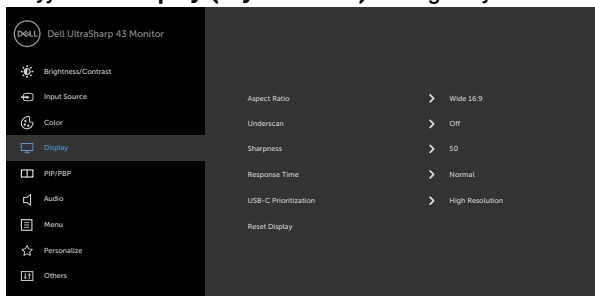 DELL
Dell UltraSharp 43 Monitor
Brightness/Contrast
Input Source
Aspect Ratio Wide 16:9
Color
Underscan Off
Display
Sharpness 50
PIP/PBP
Response Time Normal
Audio
USB-C Prioritization High Resolution
Menu
Reset Display
Personalize
Others